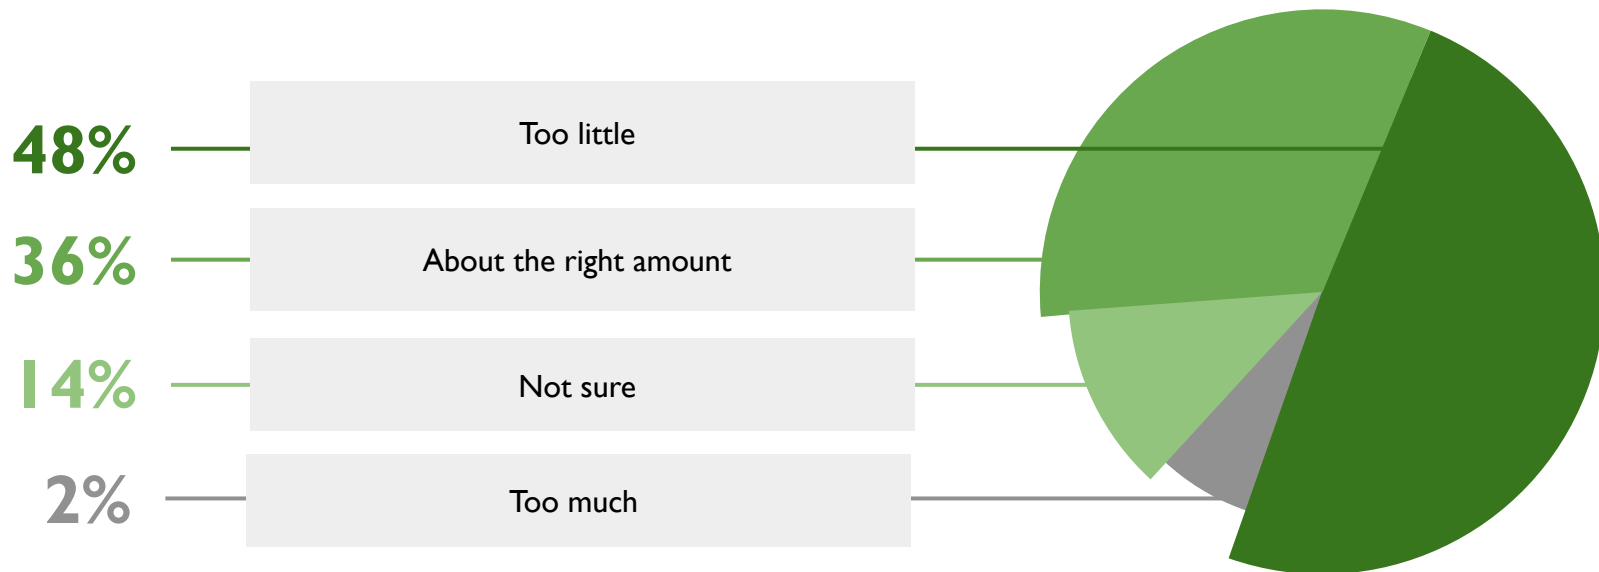 48% Too little
36% About the right amount
14% Not sure
2% Too much